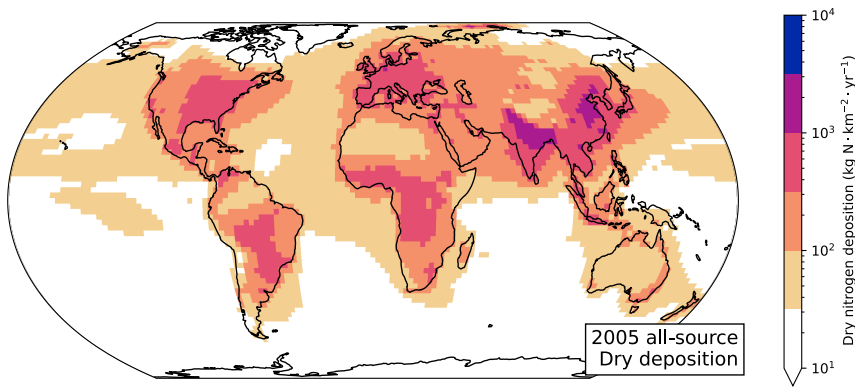 2005 all-source
Dry deposition
10⁴
10³
10²
10¹
Dry nitrogen deposition (kg N·km⁻²·yr⁻¹)